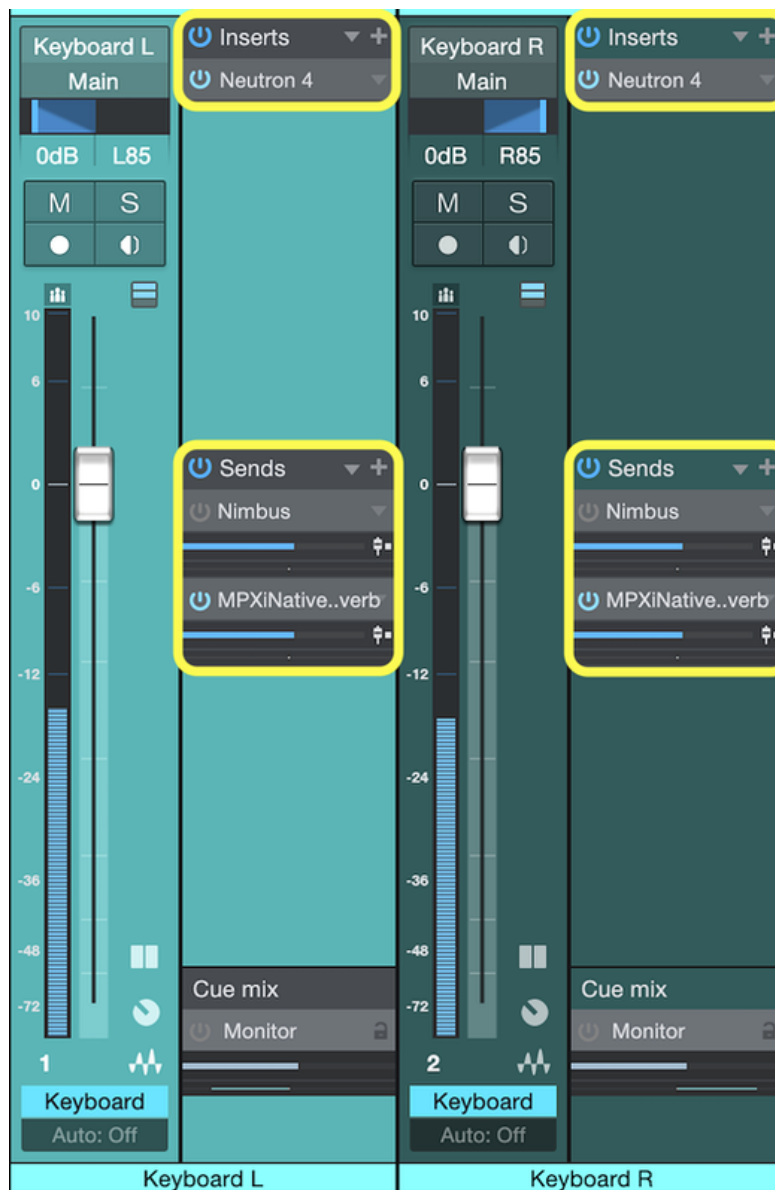 Keyboard L
Main
0dB L85
M S
10
6
0
-6
-12
-24
-36
-48
-72
1
Keyboard
Auto: Off
Inserts
Neutron 4
Sends
Nimbus
MPXiNative..verb
Cue mix
Monitor
Keyboard L
Keyboard R
Main
0dB R85
M S
10
6
0
-6
-12
-24
-36
-48
-72
2
Keyboard
Auto: Off
Inserts
Neutron 4
Sends
Nimbus
MPXiNative..verb
Cue mix
Monitor
Keyboard R